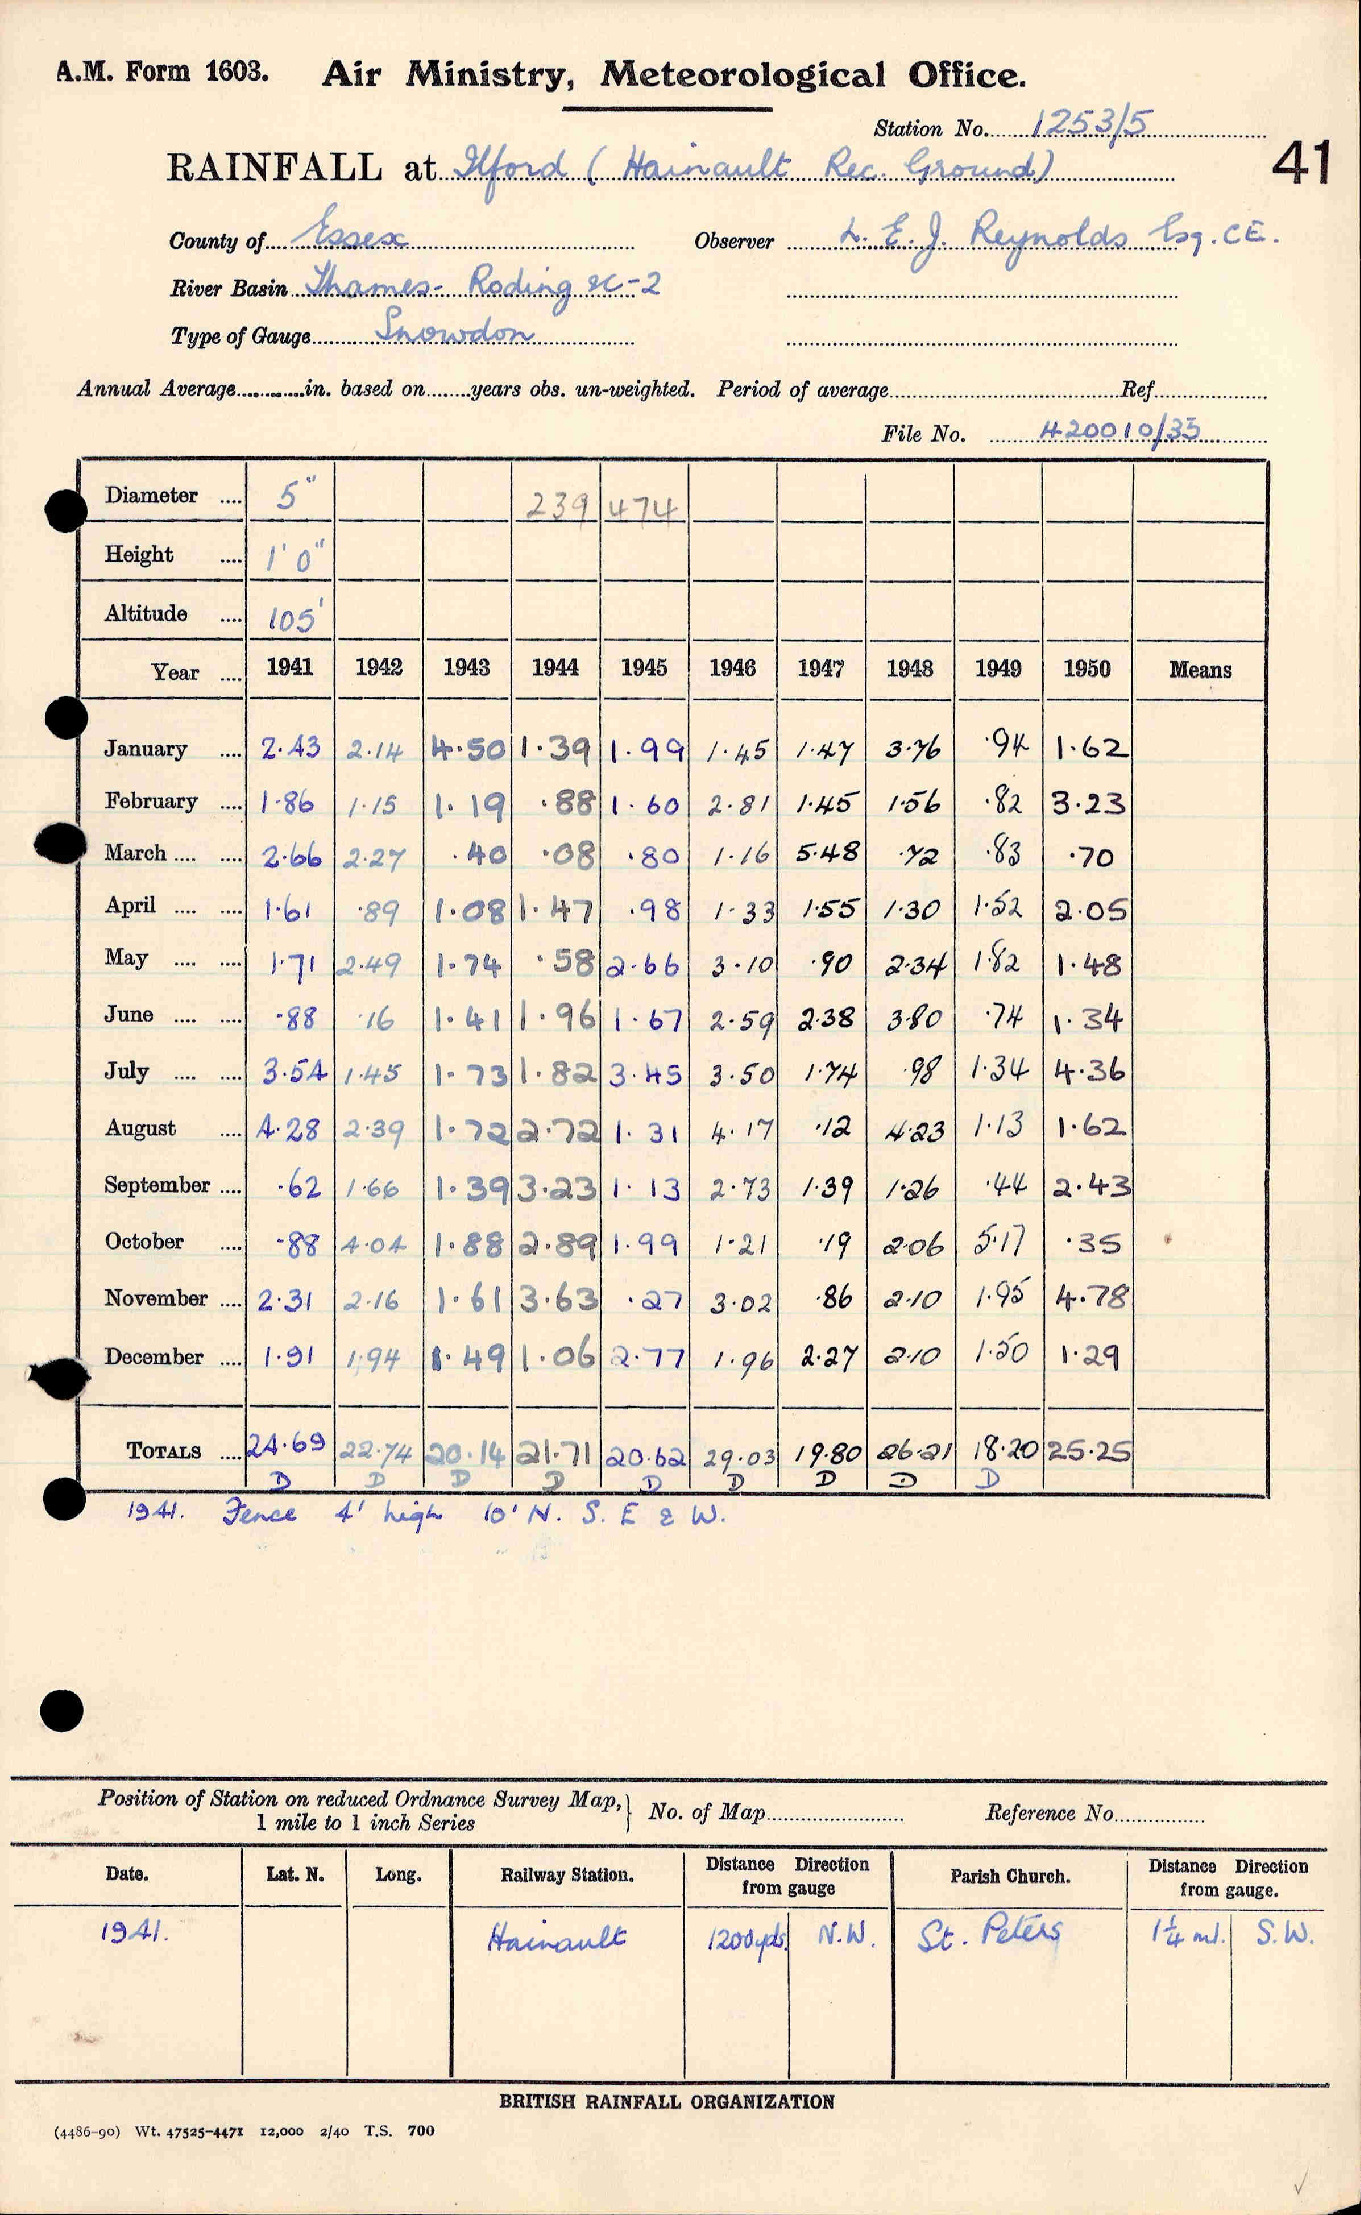 A.M. Form 1603. Air Ministry, Meteorological Office.
Station No. 1253/5
RAINFALL at Ilford (Hainault Rec. Ground) 41
County of Essex Observer L. E. J. Reynolds Esq. C.E.
River Basin Thames- Roding sc-2
Type of Gauge Snowdon
Annual Average in. based on years obs. un-weighted. Period of average Ref.
File No. 420010/35
Diameter .... 5" 239 474
Height .... 1' 0"
Altitude .... 105'
Year .... 1941 1942 1943 1944 1945 1946 1947 1948 1949 1950 Means
January .... 2.43 2.14 4.50 1.39 1.99 1.45 1.47 3.76 .94 1.62
February .... 1.86 1.15 1.19 .88 1.60 2.81 1.45 1.56 .82 3.23
March .... .... 2.66 2.27 .40 .08 .80 1.16 5.48 .72 .83 .70
April .... .... 1.61 .89 1.08 1.47 .98 1.33 1.55 1.30 1.52 2.05
May .... .... 1.71 2.49 1.74 .58 2.66 3.10 .90 2.34 1.82 1.48
June .... .... .88 .16 1.41 1.96 1.67 2.59 2.38 3.80 .74 1.34
July .... .... 3.54 1.45 1.73 1.82 3.45 3.50 1.74 .98 1.34 4.36
August .... 4.28 2.39 1.72 2.72 1.31 4.17 .12 4.23 1.13 1.62
September .... .62 1.66 1.39 3.23 1.13 2.73 1.39 1.26 .44 2.43
October .... .88 4.04 1.88 2.89 1.99 1.21 .19 2.06 5.17 .35
November .... 2.31 2.16 1.61 3.63 .27 3.02 .86 2.10 1.95 4.78
December .... 1.91 1.94 1.49 1.06 2.77 1.96 2.27 2.10 1.50 1.29
TOTALS .... 24.69 22.74 20.14 21.71 20.62 29.03 19.80 26.21 18.20 25.25
D D D D D D D D D
1941. Fence 4' high 10' N. S. E & W.
Position of Station on reduced Ordnance Survey Map, 1 mile to 1 inch Series } No. of Map Reference No.
Date. Lat. N. Long. Railway Station. Distance Direction from gauge Parish Church. Distance Direction from gauge.
1941. Hainault 1200 yds. N.W. St. Peters 1¼ ml. S.W.
BRITISH RAINFALL ORGANIZATION
(4486-90) Wt. 47525-4471 12,000 2/40 T.S. 700